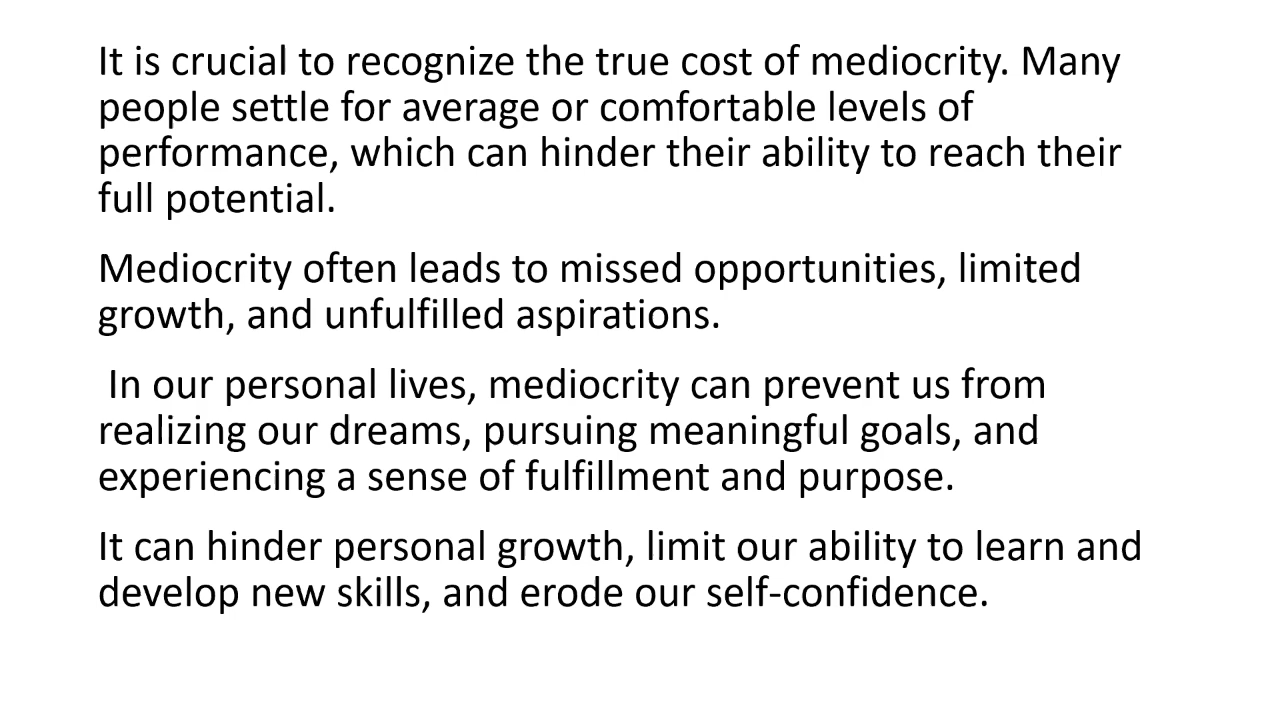 It is crucial to recognize the true cost of mediocrity. Many
people settle for average or comfortable levels of
performance, which can hinder their ability to reach their
full potential.
Mediocrity often leads to missed opportunities, limited
growth, and unfulfilled aspirations.
In our personal lives, mediocrity can prevent us from
realizing our dreams, pursuing meaningful goals, and
experiencing a sense of fulfillment and purpose.
It can hinder personal growth, limit our ability to learn and
develop new skills, and erode our self-confidence.